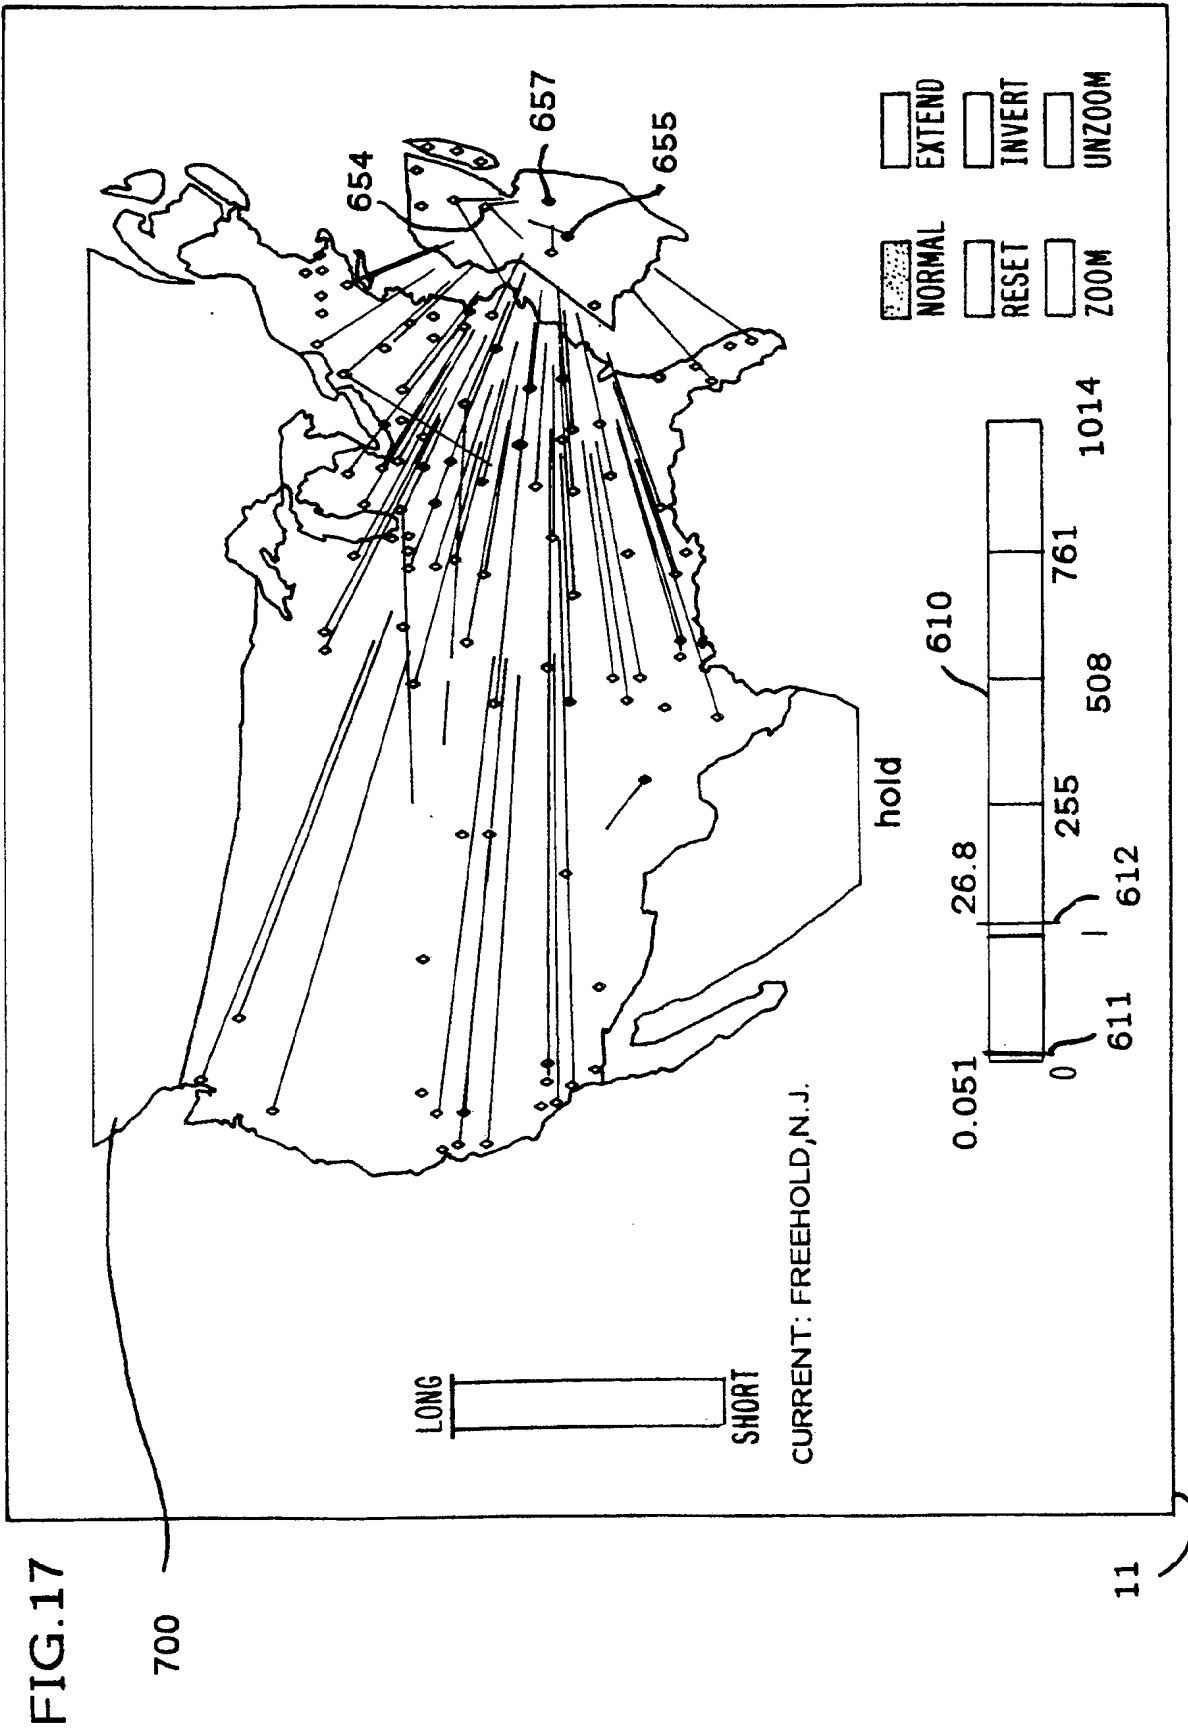 FIG.17
700
654
657
655
LONG
SHORT
CURRENT: FREEHOLD,N.J.
hold
610
0.051
26.8
0
1
255
508
761
1014
611
612
NORMAL
EXTEND
RESET
INVERT
ZOOM
UNZOOM
11